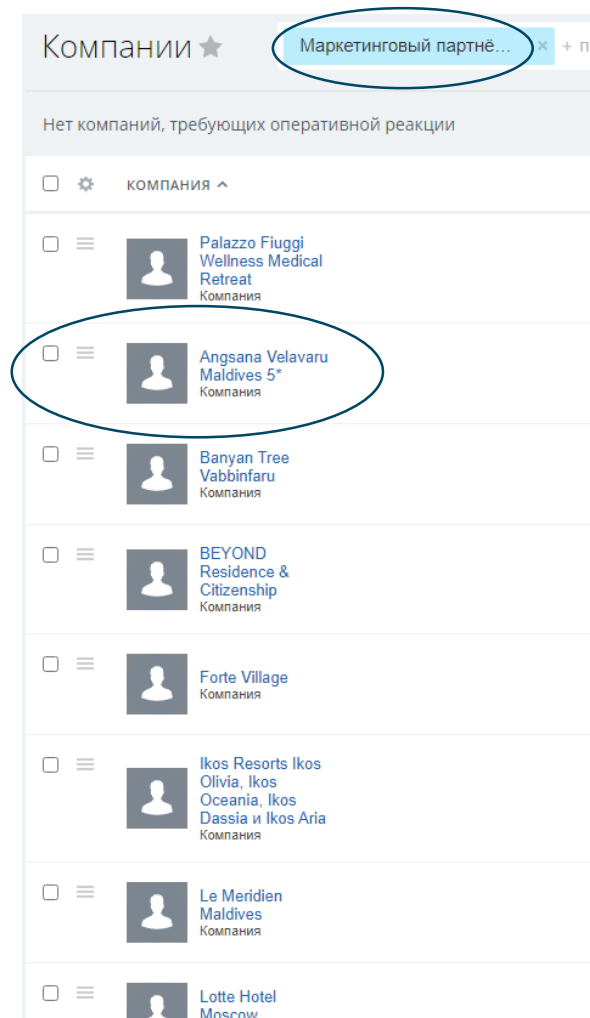 Компании
Маркетинговый партнё... × + п
Нет компаний, требующих оперативной реакции
КОМПАНИЯ
Palazzo Fiuggi
Wellness Medical
Retreat
Компания
Angsana Velavaru
Maldives 5*
Компания
Banyan Tree
Vabbinfaru
Компания
BEYOND
Residence &
Citizenship
Компания
Forte Village
Компания
Ikos Resorts Ikos
Olivia, Ikos
Oceania, Ikos
Dassia и Ikos Aria
Компания
Le Meridien
Maldives
Компания
Lotte Hotel
Moscow